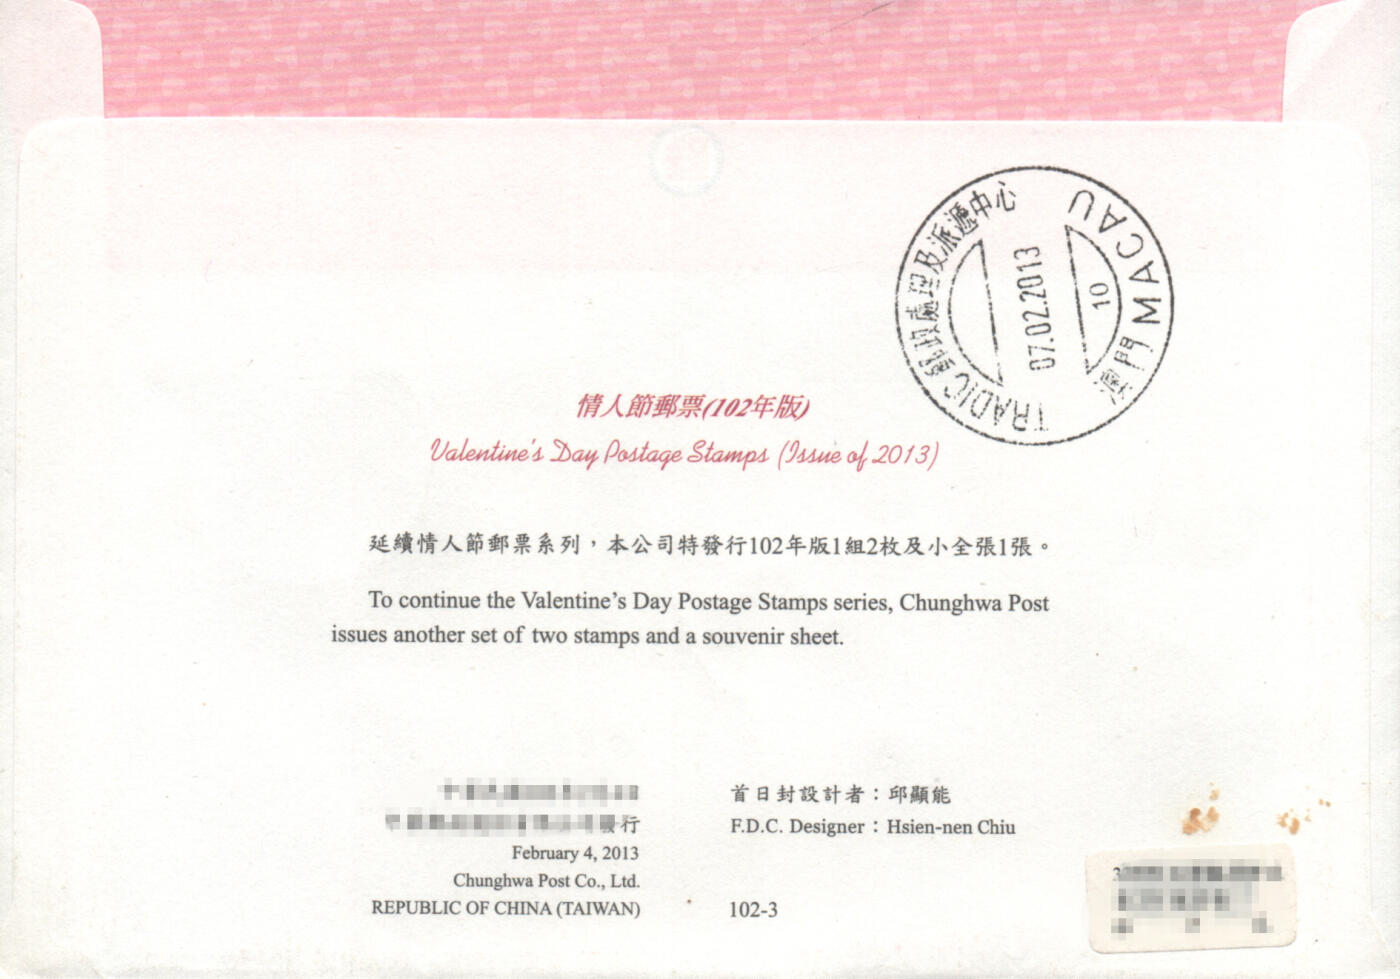 郵政處理及派遞中心
TRADIC
07.02.2013
10
澳門 MACAU
情人節郵票(102年版)
Valentine's Day Postage Stamps (Issue of 2013)
延續情人節郵票系列，本公司特發行102年版1組2枚及小全張1張。
To continue the Valentine’s Day Postage Stamps series, Chunghwa Post
issues another set of two stamps and a souvenir sheet.
發行
February 4, 2013
Chunghwa Post Co., Ltd.
REPUBLIC OF CHINA (TAIWAN)
首日封設計者：邱顯能
F.D.C. Designer：Hsien-nen Chiu
102-3